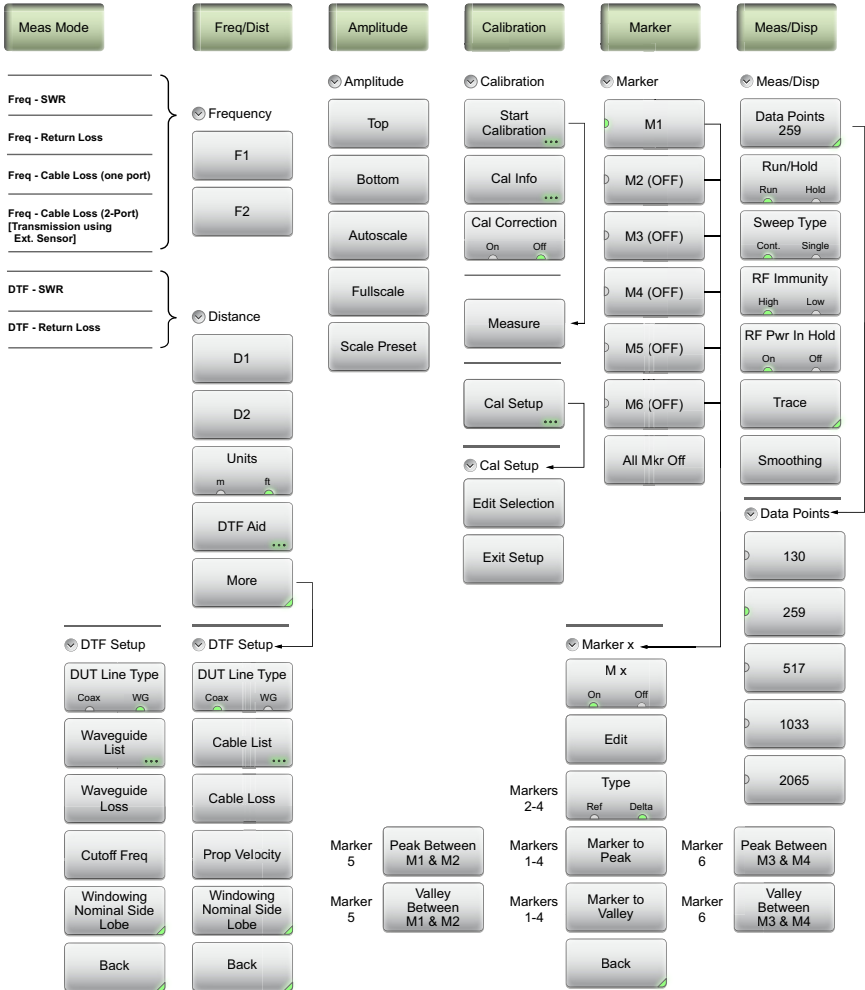 Meas Mode
Freq/Dist
Amplitude
Calibration
Marker
Meas/Disp
Freq - SWR
Freq - Return Loss
Freq - Cable Loss (one port)
Freq - Cable Loss (2-Port)
[Transmission using
Ext. Sensor]
DTF - SWR
DTF - Return Loss
Frequency
F1
F2
Distance
D1
D2
Units
m ft
DTF Aid
More
DTF Setup
DUT Line Type
Coax WG
Waveguide
List
Waveguide
Loss
Cutoff Freq
Windowing
Nominal Side
Lobe
Back
DTF Setup
DUT Line Type
Coax WG
Cable List
Cable Loss
Prop Velocity
Windowing
Nominal Side
Lobe
Back
Amplitude
Top
Bottom
Autoscale
Fullscale
Scale Preset
Calibration
Start
Calibration
Cal Info
Cal Correction
On Off
Measure
Cal Setup
Cal Setup
Edit Selection
Exit Setup
Marker
M1
M2 (OFF)
M3 (OFF)
M4 (OFF)
M5 (OFF)
M6 (OFF)
All Mkr Off
Marker x
M x
On Off
Edit
Markers
2-4
Type
Ref Delta
Marker
5
Peak Between
M1 & M2
Markers
1-4
Marker to
Peak
Marker
6
Peak Between
M3 & M4
Marker
5
Valley
Between
M1 & M2
Markers
1-4
Marker to
Valley
Marker
6
Valley
Between
M3 & M4
Back
Meas/Disp
Data Points
259
Run/Hold
Run Hold
Sweep Type
Cont. Single
RF Immunity
High Low
RF Pwr In Hold
On Off
Trace
Smoothing
Data Points
130
259
517
1033
2065